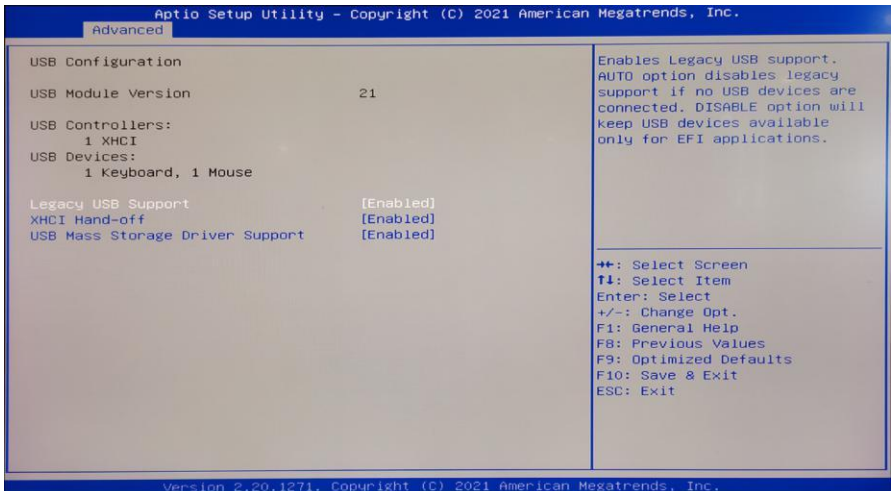 Aptio Setup Utility – Copyright (C) 2021 American Megatrends, Inc.
Advanced
USB Configuration
USB Module Version 21
USB Controllers:
1 XHCI
USB Devices:
1 Keyboard, 1 Mouse
Legacy USB Support [Enabled]
XHCI Hand-off [Enabled]
USB Mass Storage Driver Support [Enabled]
Enables Legacy USB support.
AUTO option disables legacy
support if no USB devices are
connected. DISABLE option will
keep USB devices available
only for EFI applications.
→←: Select Screen
↑↓: Select Item
Enter: Select
+/-: Change Opt.
F1: General Help
F8: Previous Values
F9: Optimized Defaults
F10: Save & Exit
ESC: Exit
Version 2.20.1271. Copyright (C) 2021 American Megatrends, Inc.